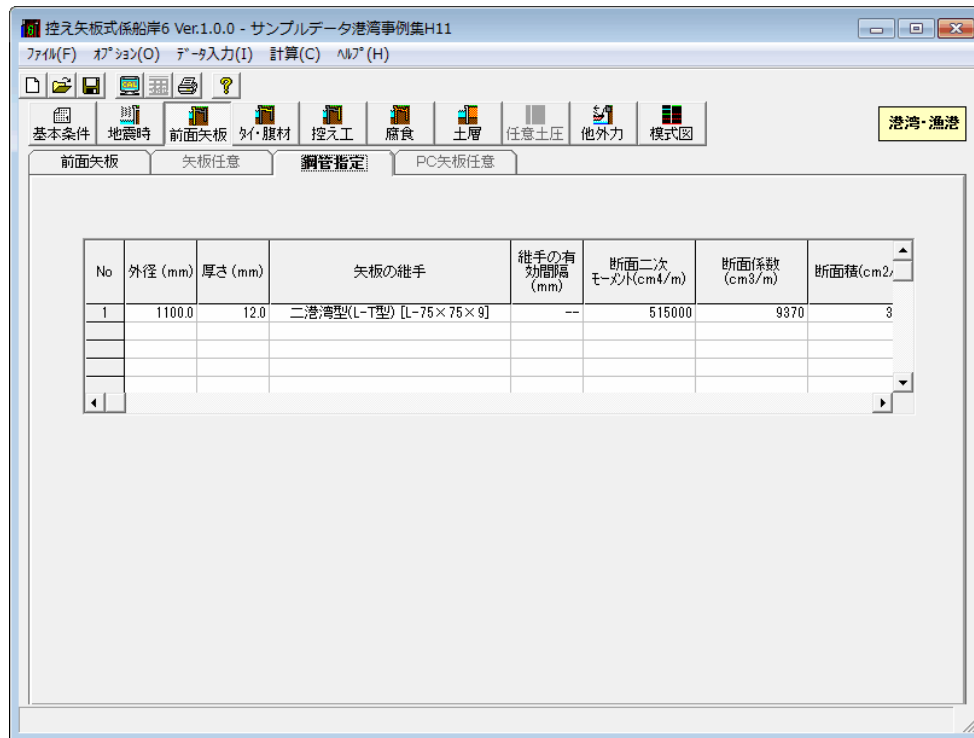 控え矢板式係船岸6 Ver.1.0.0 - サンプルデータ港湾事例集H11
ﾌｧｲﾙ(F) ｵﾌﾟｼｮﾝ(O) ﾃﾞｰﾀ入力(I) 計算(C) ﾍﾙﾌﾟ(H)
基本条件 地震時 前面矢板 ﾀｲ・腹材 控え工 腐食 土層 任意土圧 他外力 模式図 港湾・漁港
前面矢板 矢板任意 鋼管指定 PC矢板任意
No 外径 (mm) 厚さ (mm) 矢板の継手 継手の有効間隔(mm) 断面二次ﾓｰﾒﾝﾄ(cm4/m) 断面係数(cm3/m) 断面積(cm2/
1 1100.0 12.0 二港湾型(L-T型) [L-75×75×9] -- 515000 9370 3